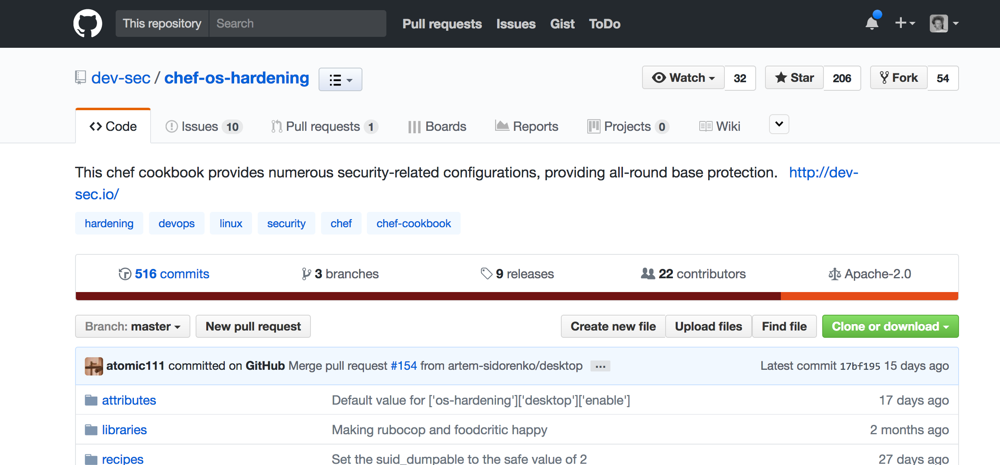 This repository Search Pull requests Issues Gist ToDo
dev-sec / chef-os-hardening Watch 32 Star 206 Fork 54
Code Issues 10 Pull requests 1 Boards Reports Projects 0 Wiki
This chef cookbook provides numerous security-related configurations, providing all-round base protection. http://dev-
sec.io/
hardening devops linux security chef chef-cookbook
516 commits 3 branches 9 releases 22 contributors Apache-2.0
Branch: master New pull request Create new file Upload files Find file Clone or download
atomic111 committed on GitHub Merge pull request #154 from artem-sidorenko/desktop ... Latest commit 17bf195 15 days ago
attributes Default value for ['os-hardening']['desktop']['enable'] 17 days ago
libraries Making rubocop and foodcritic happy 2 months ago
recipes Set the suid_dumpable to the safe value of 2 27 days ago